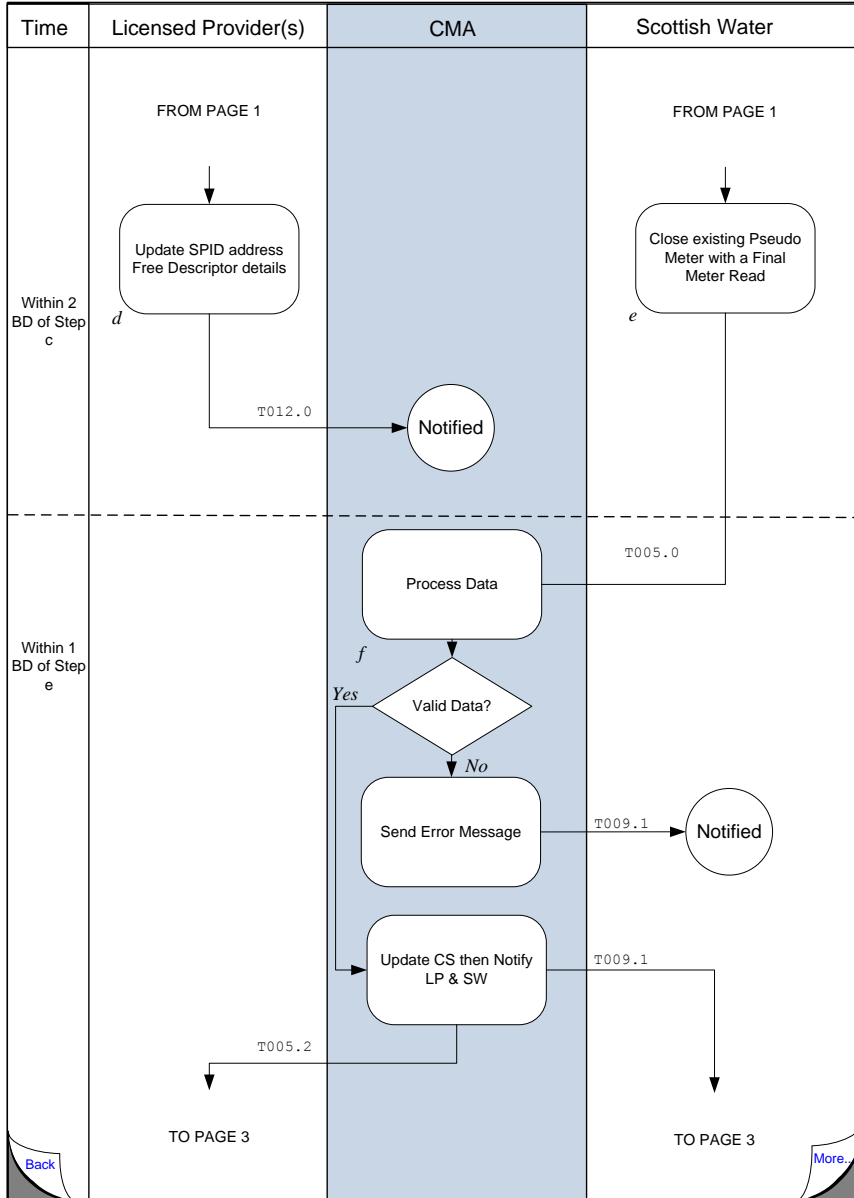 Time
Licensed Provider(s)
CMA
Scottish Water
FROM PAGE 1
FROM PAGE 1
Update SPID address
Free Descriptor details
Close existing Pseudo
Meter with a Final
Meter Read
Within 2
BD of Step
c
d
e
T012.0
Notified
T005.0
Process Data
Within 1
BD of Step
e
f
Yes
Valid Data?
No
Send Error Message
T009.1
Notified
Update CS then Notify
LP & SW
T009.1
T005.2
TO PAGE 3
TO PAGE 3
Back
More..